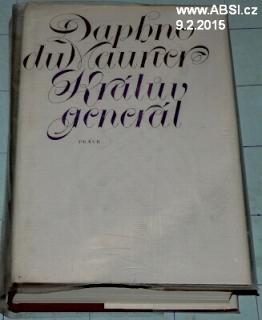 www.ABSI.cz
9.2.2015
Daphne
du Maurier
Králův
generál
PRÁCE